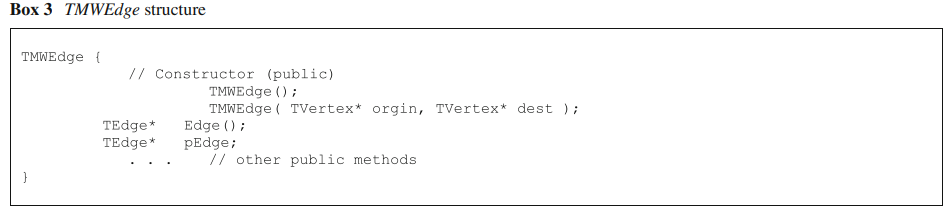 Box 3 TMWEdge structure
TMWEdge {
// Constructor (public)
TMWEdge();
TMWEdge( TVertex* orgin, TVertex* dest );
TEdge* Edge();
TEdge* pEdge;
. . . // other public methods
}